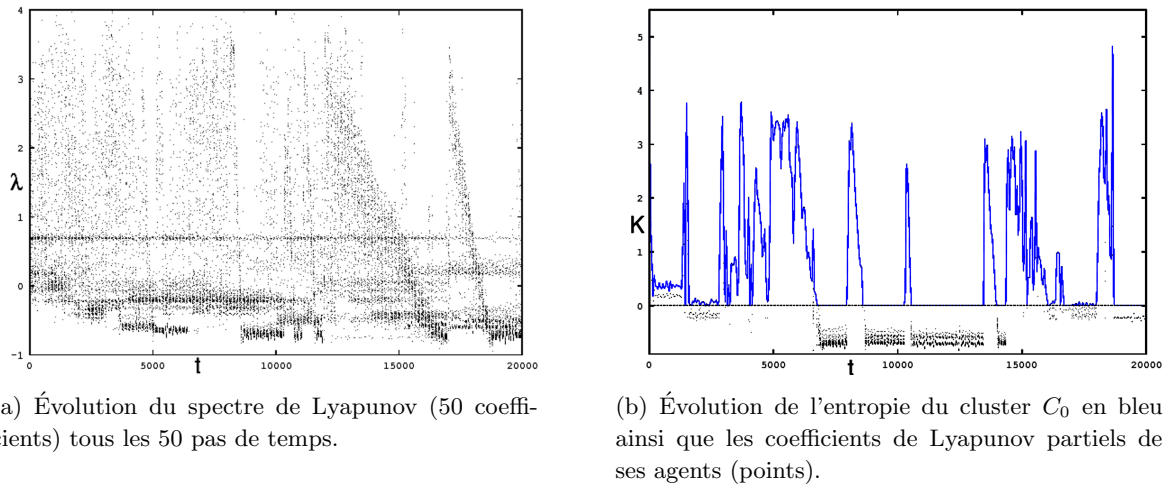 4
3
2
λ
1
0
−1
0
5000
10000
15000
20000
t
5
4
3
2
K
1
0
0
5000
10000
15000
20000
t
a) Évolution du spectre de Lyapunov (50 coeffi-
cients) tous les 50 pas de temps.
(b) Évolution de l'entropie du cluster C₀ en bleu
ainsi que les coefficients de Lyapunov partiels de
ses agents (points).